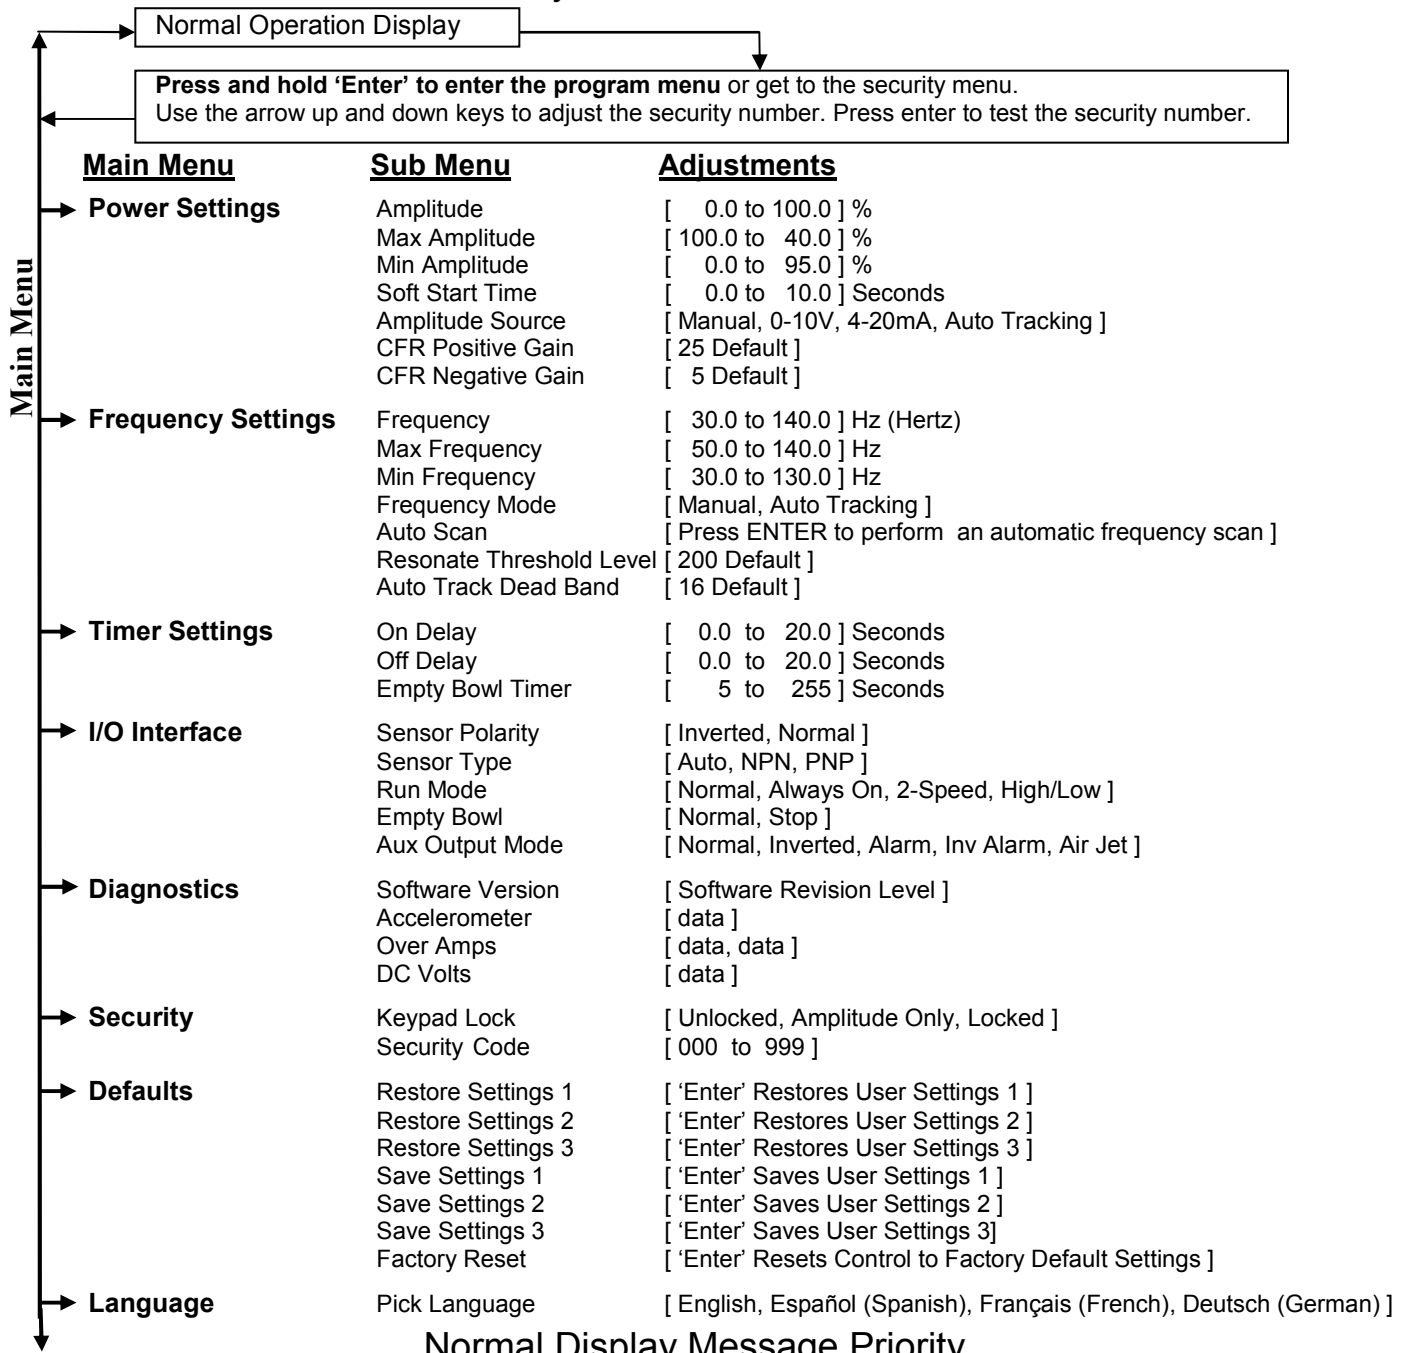 Normal Operation Display
Press and hold ‘Enter’ to enter the program menu or get to the security menu.
Use the arrow up and down keys to adjust the security number. Press enter to test the security number.
Main Menu Sub Menu Adjustments
Main Menu
Power Settings Amplitude [ 0.0 to 100.0 ] %
Max Amplitude [ 100.0 to 40.0 ] %
Min Amplitude [ 0.0 to 95.0 ] %
Soft Start Time [ 0.0 to 10.0 ] Seconds
Amplitude Source [ Manual, 0-10V, 4-20mA, Auto Tracking ]
CFR Positive Gain [ 25 Default ]
CFR Negative Gain [ 5 Default ]
Frequency Settings Frequency [ 30.0 to 140.0 ] Hz (Hertz)
Max Frequency [ 50.0 to 140.0 ] Hz
Min Frequency [ 30.0 to 130.0 ] Hz
Frequency Mode [ Manual, Auto Tracking ]
Auto Scan [ Press ENTER to perform an automatic frequency scan ]
Resonate Threshold Level [ 200 Default ]
Auto Track Dead Band [ 16 Default ]
Timer Settings On Delay [ 0.0 to 20.0 ] Seconds
Off Delay [ 0.0 to 20.0 ] Seconds
Empty Bowl Timer [ 5 to 255 ] Seconds
I/O Interface Sensor Polarity [ Inverted, Normal ]
Sensor Type [ Auto, NPN, PNP ]
Run Mode [ Normal, Always On, 2-Speed, High/Low ]
Empty Bowl [ Normal, Stop ]
Aux Output Mode [ Normal, Inverted, Alarm, Inv Alarm, Air Jet ]
Diagnostics Software Version [ Software Revision Level ]
Accelerometer [ data ]
Over Amps [ data, data ]
DC Volts [ data ]
Security Keypad Lock [ Unlocked, Amplitude Only, Locked ]
Security Code [ 000 to 999 ]
Defaults Restore Settings 1 [ ‘Enter’ Restores User Settings 1 ]
Restore Settings 2 [ ‘Enter’ Restores User Settings 2 ]
Restore Settings 3 [ ‘Enter’ Restores User Settings 3 ]
Save Settings 1 [ ‘Enter’ Saves User Settings 1 ]
Save Settings 2 [ ‘Enter’ Saves User Settings 2 ]
Save Settings 3 [ ‘Enter’ Saves User Settings 3]
Factory Reset [ ‘Enter’ Resets Control to Factory Default Settings ]
Language Pick Language [ English, Español (Spanish), Français (French), Deutsch (German) ]
Normal Display Message Priority